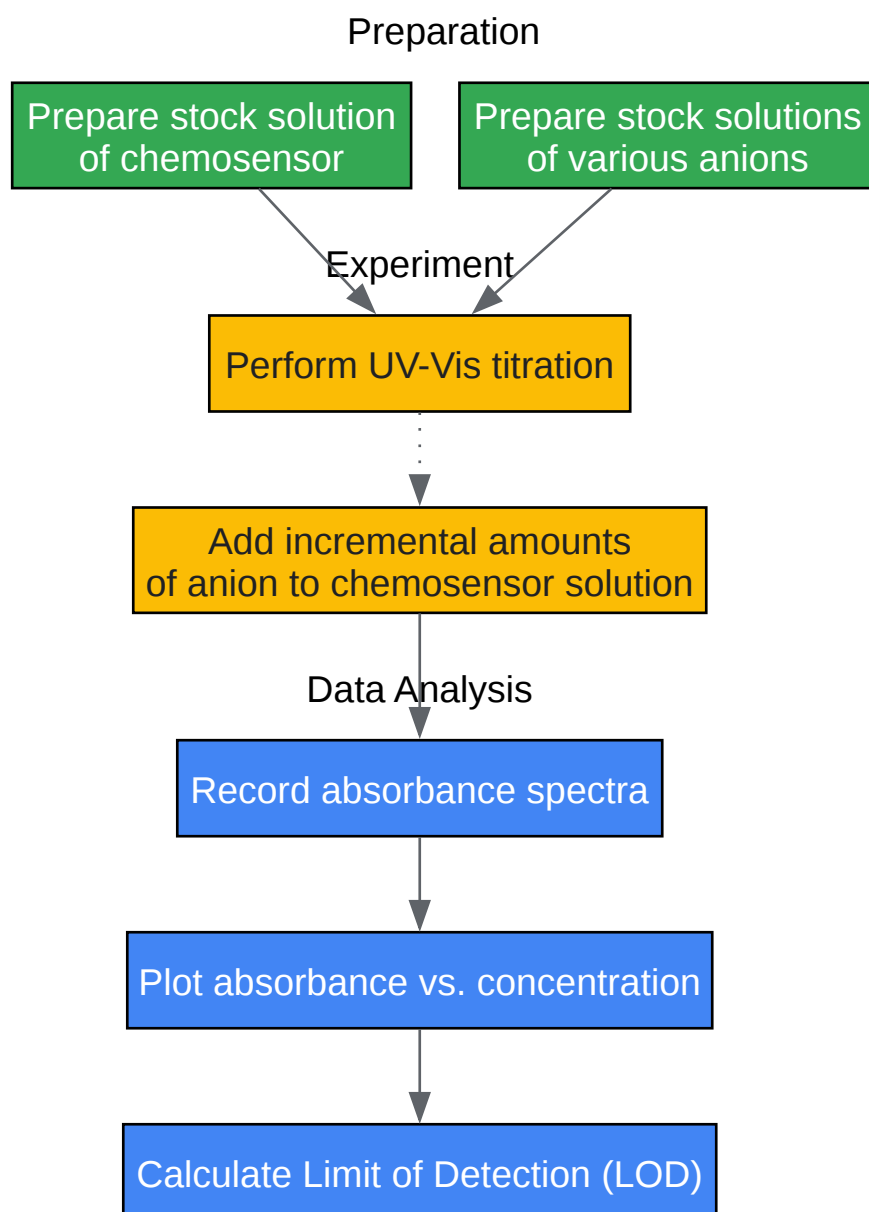 Preparation
Prepare stock solution
of chemosensor
Prepare stock solutions
of various anions
Experiment
Perform UV-Vis titration
Add incremental amounts
of anion to chemosensor solution
Data Analysis
Record absorbance spectra
Plot absorbance vs. concentration
Calculate Limit of Detection (LOD)